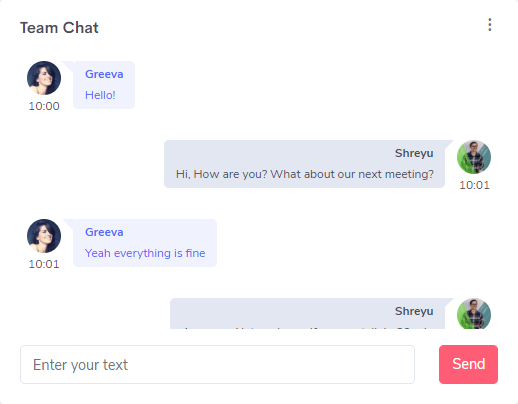 Team Chat
Greeva
Hello!
10:00
Shreyu
Hi, How are you? What about our next meeting?
10:01
Greeva
Yeah everything is fine
10:01
Shreyu
Enter your text
Send